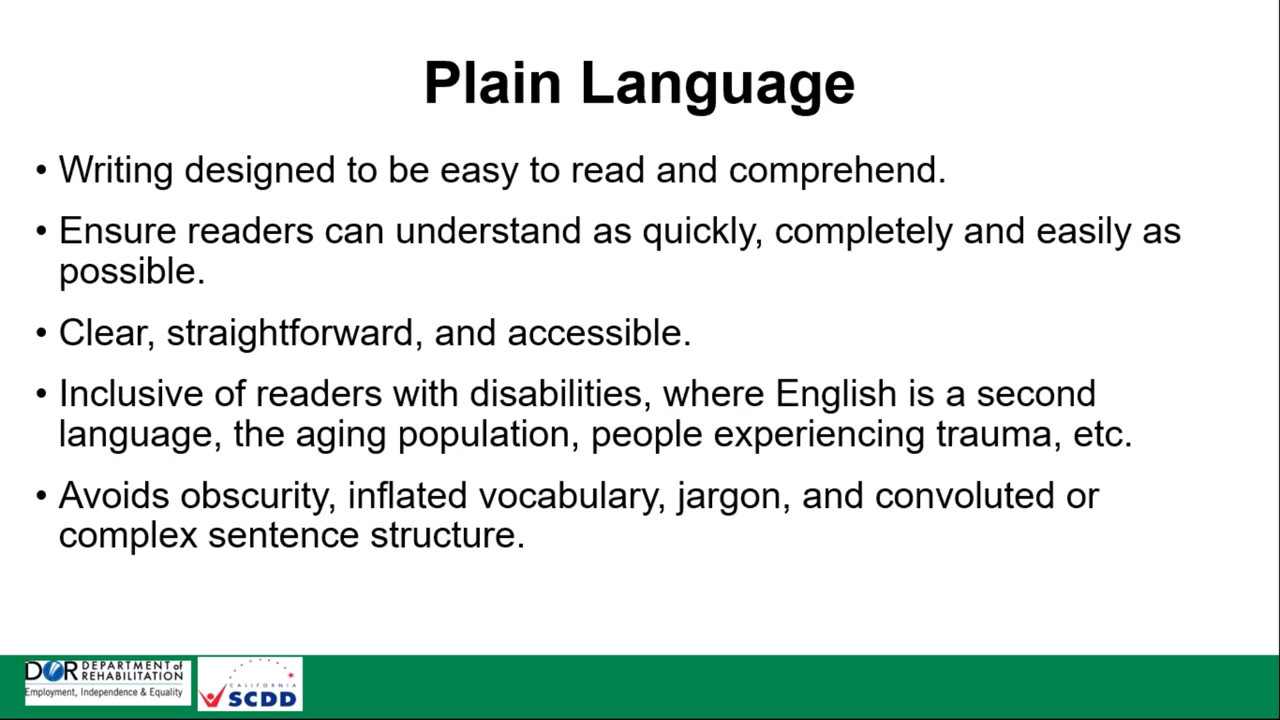 Plain Language
• Writing designed to be easy to read and comprehend.
• Ensure readers can understand as quickly, completely and easily as
possible.
• Clear, straightforward, and accessible.
• Inclusive of readers with disabilities, where English is a second
language, the aging population, people experiencing trauma, etc.
• Avoids obscurity, inflated vocabulary, jargon, and convoluted or
complex sentence structure.
DOR DEPARTMENT of
REHABILITATION
Employment, Independence & Equality
CALIFORNIA
SCDD